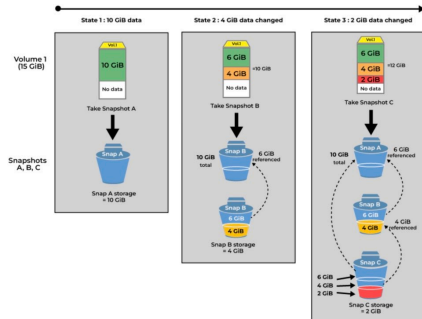 State 1 : 10 GiB data
State 2 : 4 GiB data changed
State 3 : 2 GiB data changed
Volume 1
(15 GiB)
Vol.1
10 GiB
No data
Take Snapshot A
Vol.1
6 GiB
4 GiB
No data
=10 GiB
Take Snapshot B
Vol.1
6 GiB
4 GiB
2 GiB
No data
=12 GiB
Take Snapshot C
Snapshots
A, B, C
Snap A
Snap A storage
= 10 GiB
10 GiB
total
Snap B
6 GiB
referenced
Snap B
6 GiB
4 GiB
Snap B storage
= 4 GiB
10 GiB
total
Snap A
6 GiB
referenced
Snap B
6 GiB
4 GiB
4 GiB
referenced
Snap C
6 GiB
4 GiB
2 GiB
Snap C storage
= 2 GiB